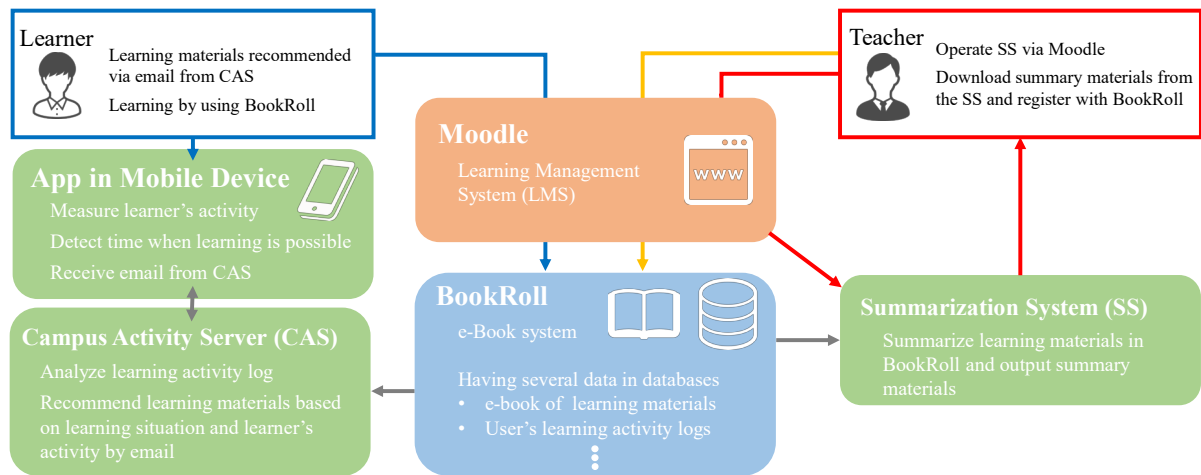 Learner
Learning materials recommended
via email from CAS
Learning by using BookRoll
Teacher
Operate SS via Moodle
Download summary materials from
the SS and register with BookRoll
Moodle
Learning Management
System (LMS)
www
App in Mobile Device
Measure learner’s activity
Detect time when learning is possible
Receive email from CAS
BookRoll
e-Book system
Having several data in databases
• e-book of learning materials
• User’s learning activity logs
Summarization System (SS)
Summarize learning materials in
BookRoll and output summary
materials
Campus Activity Server (CAS)
Analyze learning activity log
Recommend learning materials based
on learning situation and learner’s
activity by email